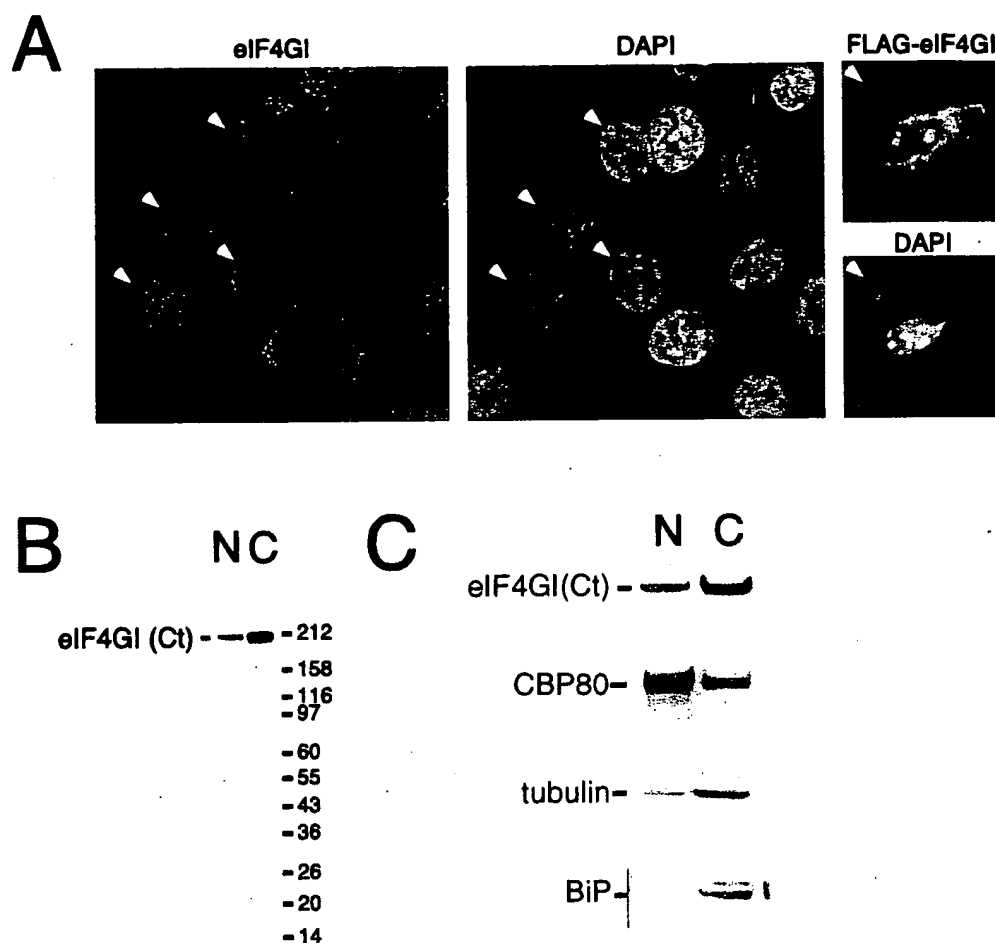 A
eIF4GI
DAPI
FLAG-eIF4GI
DAPI
B
N C
eIF4GI (Ct) -
- 212
- 158
- 116
- 97
- 60
- 55
- 43
- 36
- 26
- 20
- 14
C
N C
eIF4GI(Ct) -
CBP80-
tubulin-
BiP-